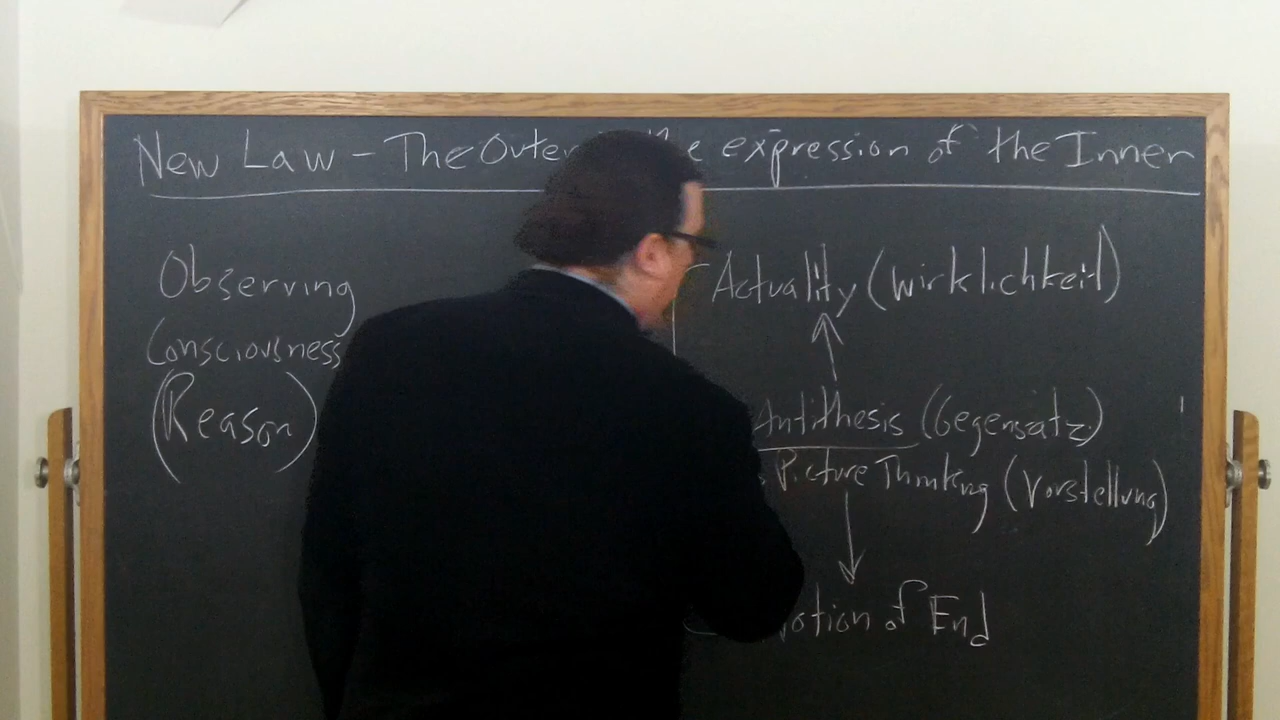 New Law - The Outer expression of the Inner
Observing
Consciousness
(Reason)
Actuality (wirklichkeit)
Antithesis (Gegensatz)
Picture Thinking (Vorstellung)
of End